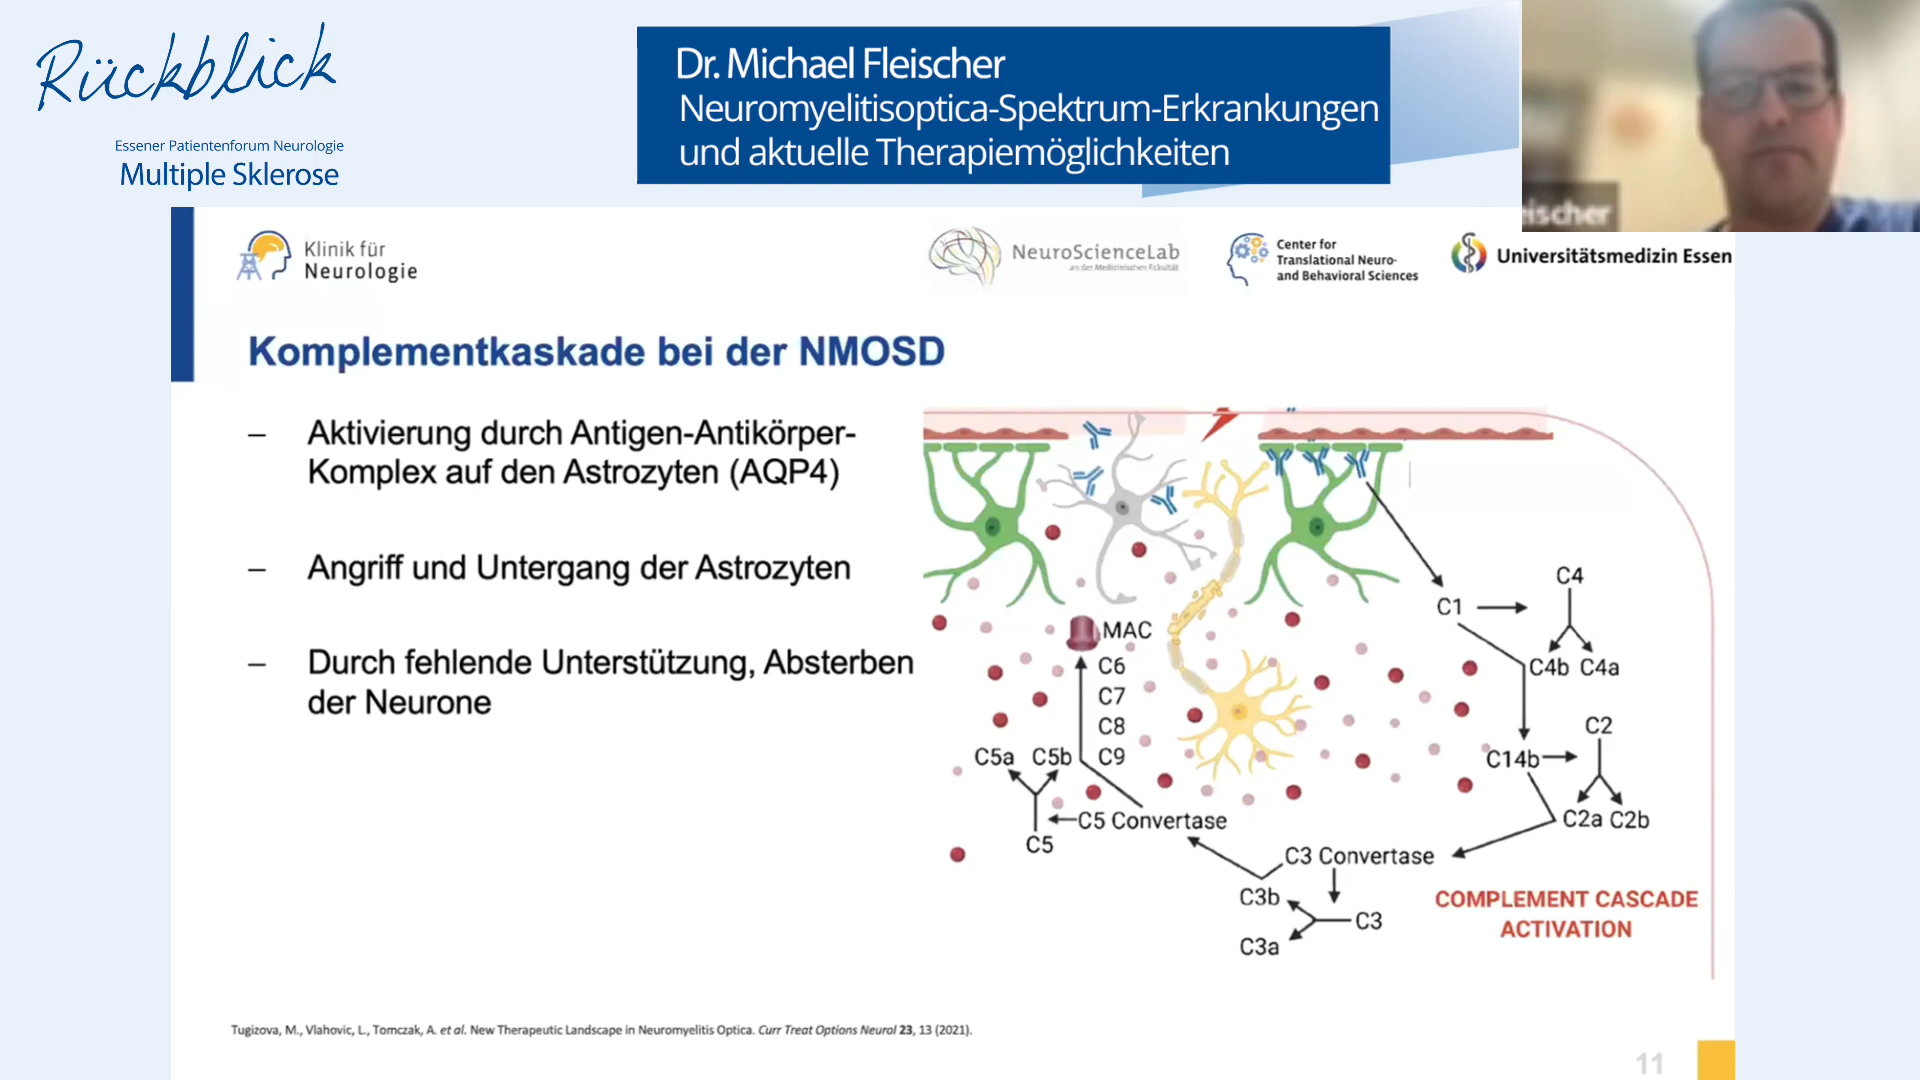 Rückblick
Essener Patientenforum Neurologie
Multiple Sklerose
Dr. Michael Fleischer
Neuromyelitisoptica-Spektrum-Erkrankungen
und aktuelle Therapiemöglichkeiten
ischer
Klinik für
Neurologie
NeuroScienceLab
an der Medizinischen Fakultät
Center for
Translational Neuro-
and Behavioral Sciences
Universitätsmedizin Essen
Komplementkaskade bei der NMOSD
– Aktivierung durch Antigen-Antikörper-
Komplex auf den Astrozyten (AQP4)
– Angriff und Untergang der Astrozyten
– Durch fehlende Unterstützung, Absterben
der Neurone
C4
C1
C4b C4a
MAC
C6
C7
C8
C9
C5a C5b
C2
C14b
C2a C2b
C5 Convertase
C5
C3 Convertase
C3b
C3
C3a
COMPLEMENT CASCADE
ACTIVATION
Tugizova, M., Vlahovic, L., Tomczak, A. et al. New Therapeutic Landscape in Neuromyelitis Optica. Curr Treat Options Neurol 23, 13 (2021).
11